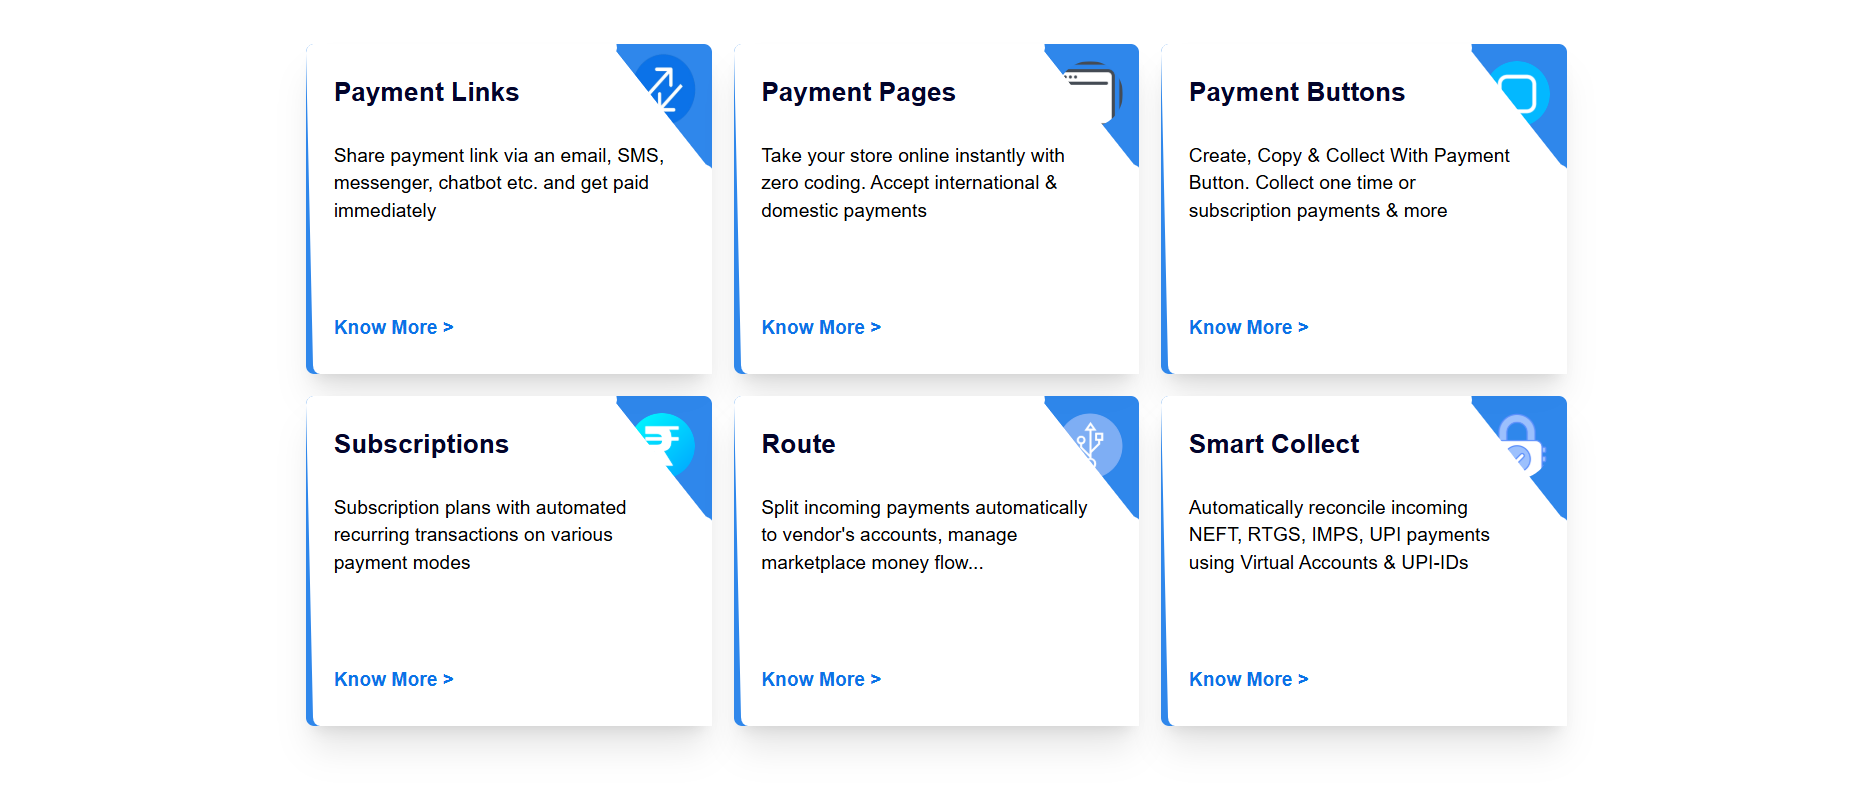 Payment Links
Share payment link via an email, SMS,
messenger, chatbot etc. and get paid
immediately
Know More >
Payment Pages
Take your store online instantly with
zero coding. Accept international &
domestic payments
Know More >
Payment Buttons
Create, Copy & Collect With Payment
Button. Collect one time or
subscription payments & more
Know More >
Subscriptions
Subscription plans with automated
recurring transactions on various
payment modes
Know More >
Route
Split incoming payments automatically
to vendor's accounts, manage
marketplace money flow...
Know More >
Smart Collect
Automatically reconcile incoming
NEFT, RTGS, IMPS, UPI payments
using Virtual Accounts & UPI-IDs
Know More >